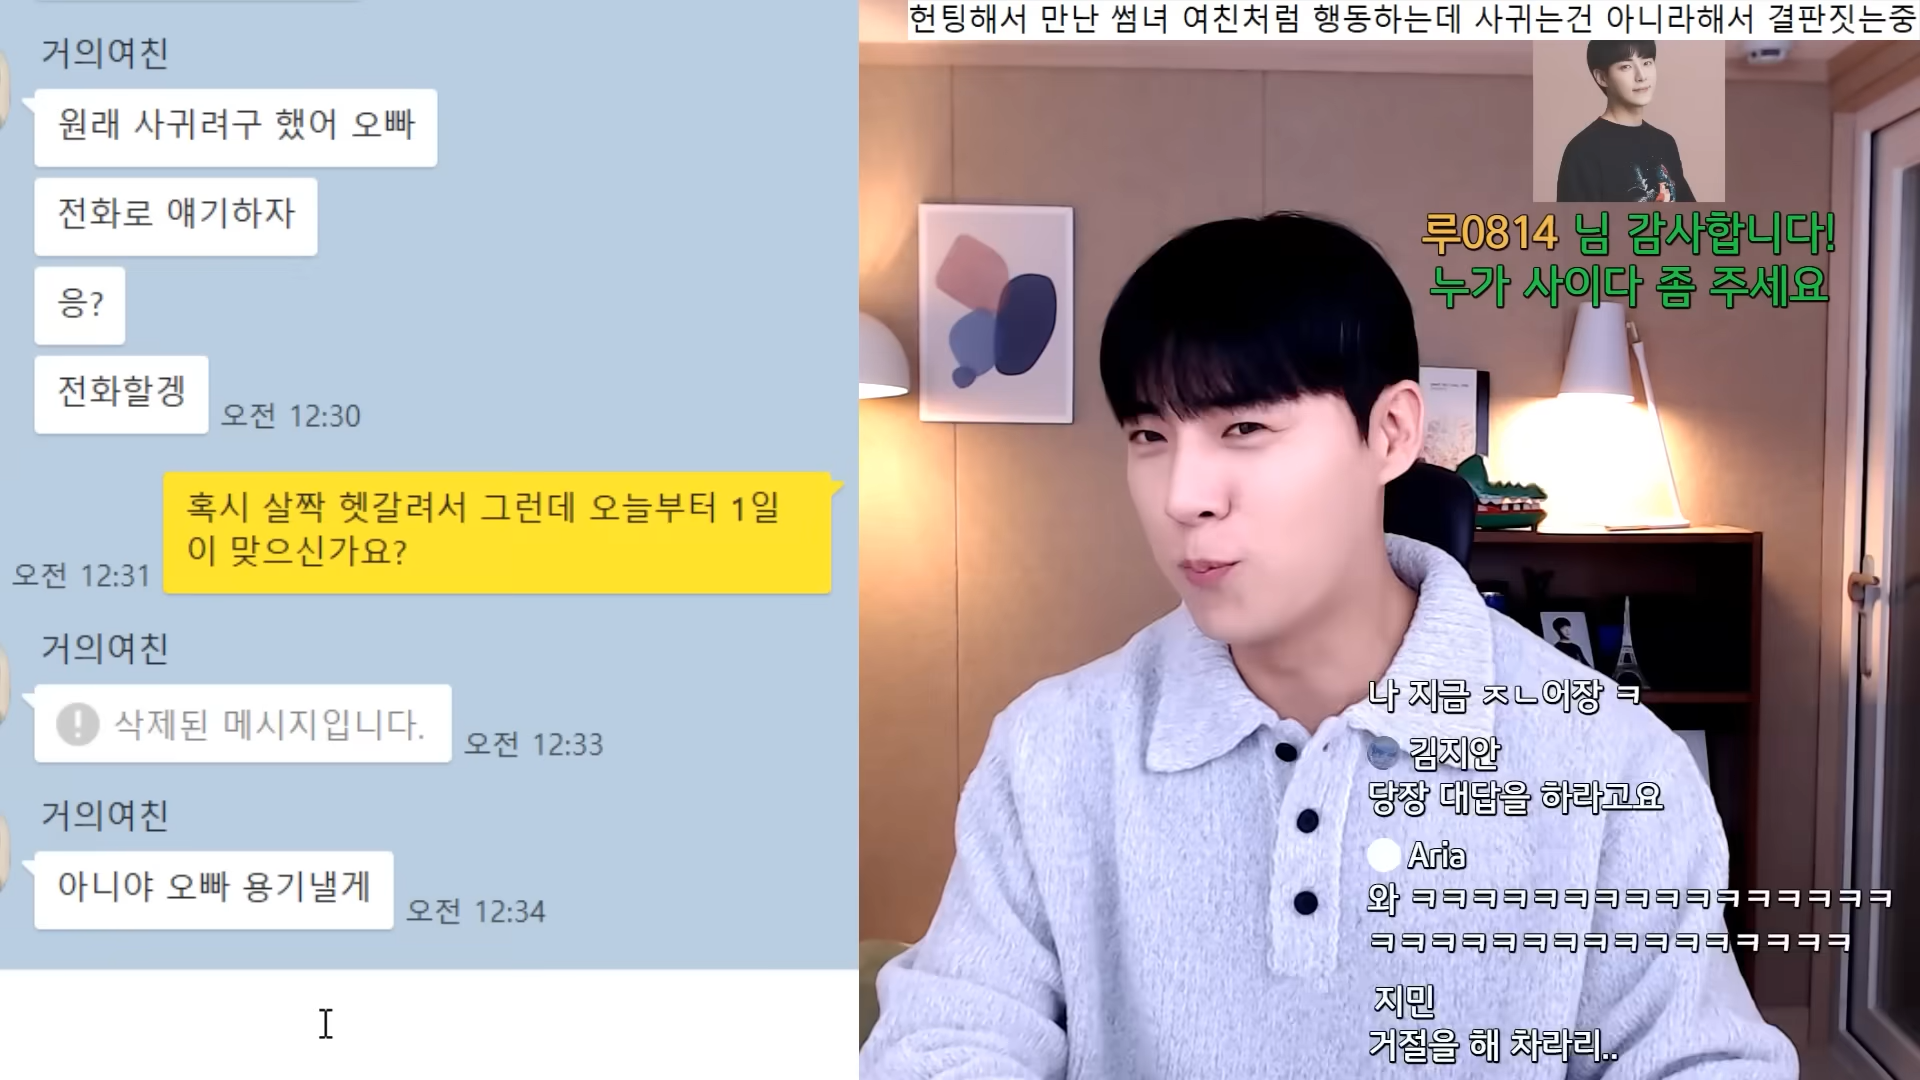 헌팅해서 만난 썸녀 여친처럼 행동하는데 사귀는건 아니라해서 결판짓는중
거의여친
원래 사귀려구 했어 오빠
전화로 얘기하자
응?
전화할겡
오전 12:30
혹시 살짝 헷갈려서 그런데 오늘부터 1일
이 맞으신가요?
오전 12:31
거의여친
삭제된 메시지입니다.
오전 12:33
거의여친
아니야 오빠 용기낼게
오전 12:34
루0814 님 감사합니다!
누가 사이다 좀 주세요
나 지금 ㅈㄴ어장 ㅋ
김지안
당장 대답을 하라고요
Aria
와 ㅋㅋㅋㅋㅋㅋㅋㅋㅋㅋㅋㅋㅋㅋㅋㅋ
ㅋㅋㅋㅋㅋㅋㅋㅋㅋㅋㅋㅋㅋㅋㅋㅋ
지민
거절을 해 차라리..